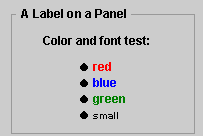 A Label on a Panel
Color and font test:
● red
● blue
● green
● small